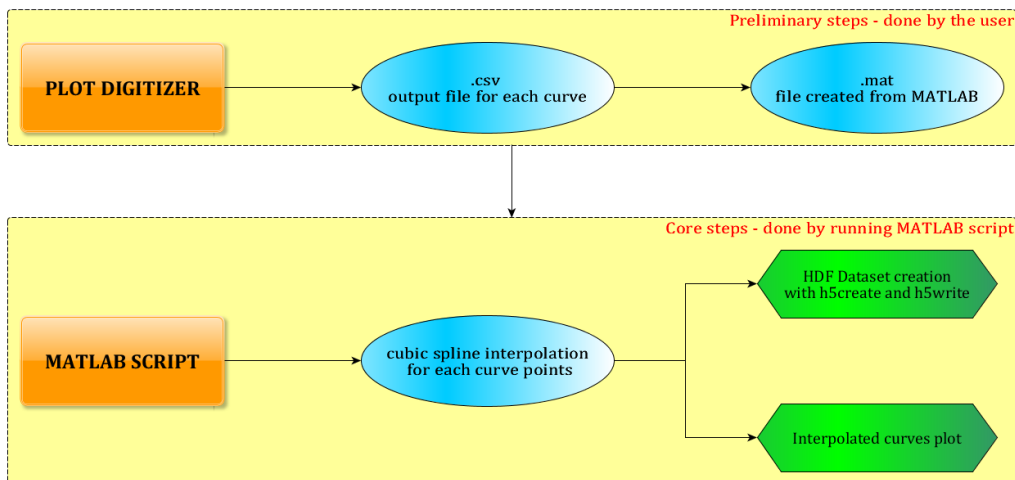 Preliminary steps - done by the user
PLOT DIGITIZER
.csv
output file for each curve
.mat
file created from MATLAB
Core steps - done by running MATLAB script
MATLAB SCRIPT
cubic spline interpolation
for each curve points
HDF Dataset creation
with h5create and h5write
Interpolated curves plot